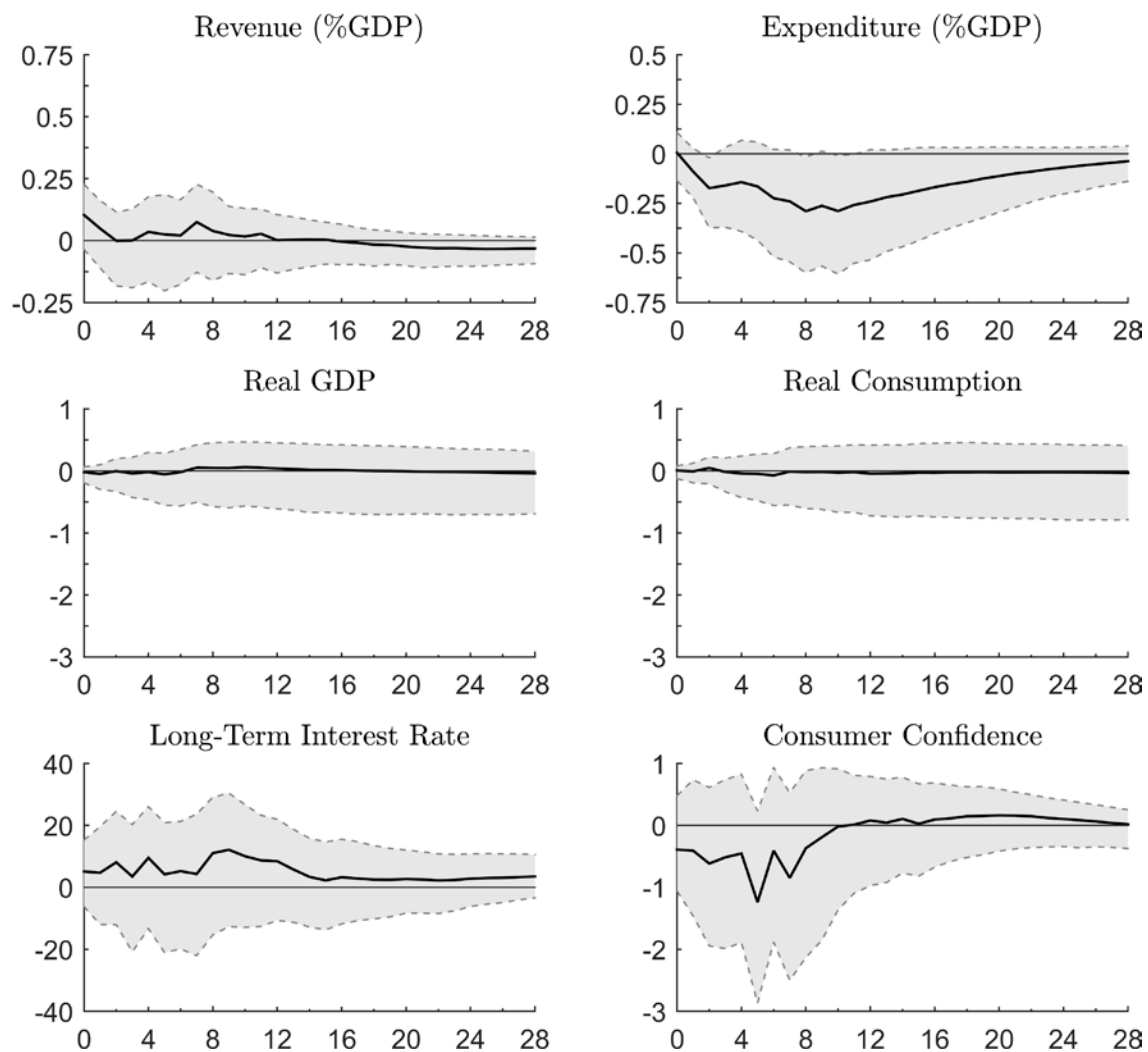 Revenue (%GDP)
0.75
0.5
0.25
0
-0.25
0 4 8 12 16 20 24 28
Expenditure (%GDP)
0.5
0.25
0
-0.25
-0.5
-0.75
0 4 8 12 16 20 24 28
Real GDP
1
0
-1
-2
-3
0 4 8 12 16 20 24 28
Real Consumption
1
0
-1
-2
-3
0 4 8 12 16 20 24 28
Long-Term Interest Rate
40
20
0
-20
-40
0 4 8 12 16 20 24 28
Consumer Confidence
1
0
-1
-2
-3
0 4 8 12 16 20 24 28